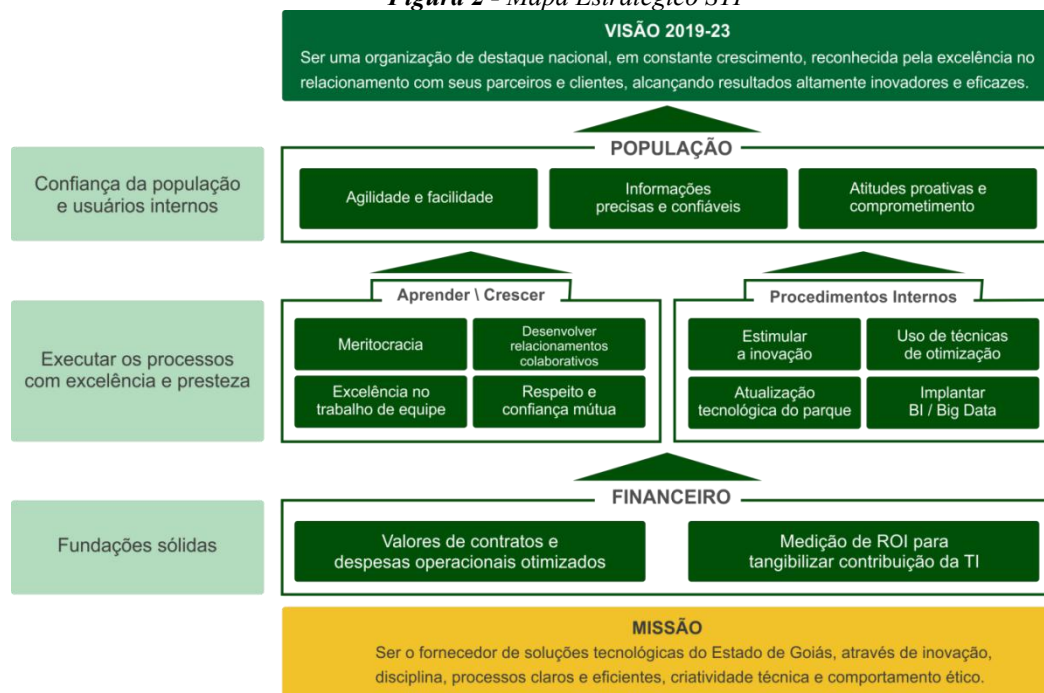 Figura 2 - Mapa Estratégico STI
VISÃO 2019-23
Ser uma organização de destaque nacional, em constante crescimento, reconhecida pela excelência no
relacionamento com seus parceiros e clientes, alcançando resultados altamente inovadores e eficazes.
Confiança da população
e usuários internos
POPULAÇÃO
Agilidade e facilidade
Informações
precisas e confiáveis
Atitudes proativas e
comprometimento
Executar os processos
com excelência e presteza
Aprender \ Crescer
Meritocracia
Desenvolver
relacionamentos
colaborativos
Excelência no
trabalho de equipe
Respeito e
confiança mútua
Procedimentos Internos
Estimular
a inovação
Uso de técnicas
de otimização
Atualização
tecnológica do parque
Implantar
BI / Big Data
Fundações sólidas
FINANCEIRO
Valores de contratos e
despesas operacionais otimizados
Medição de ROI para
tangibilizar contribuição da TI
MISSÃO
Ser o fornecedor de soluções tecnológicas do Estado de Goiás, através de inovação,
disciplina, processos claros e eficientes, criatividade técnica e comportamento ético.